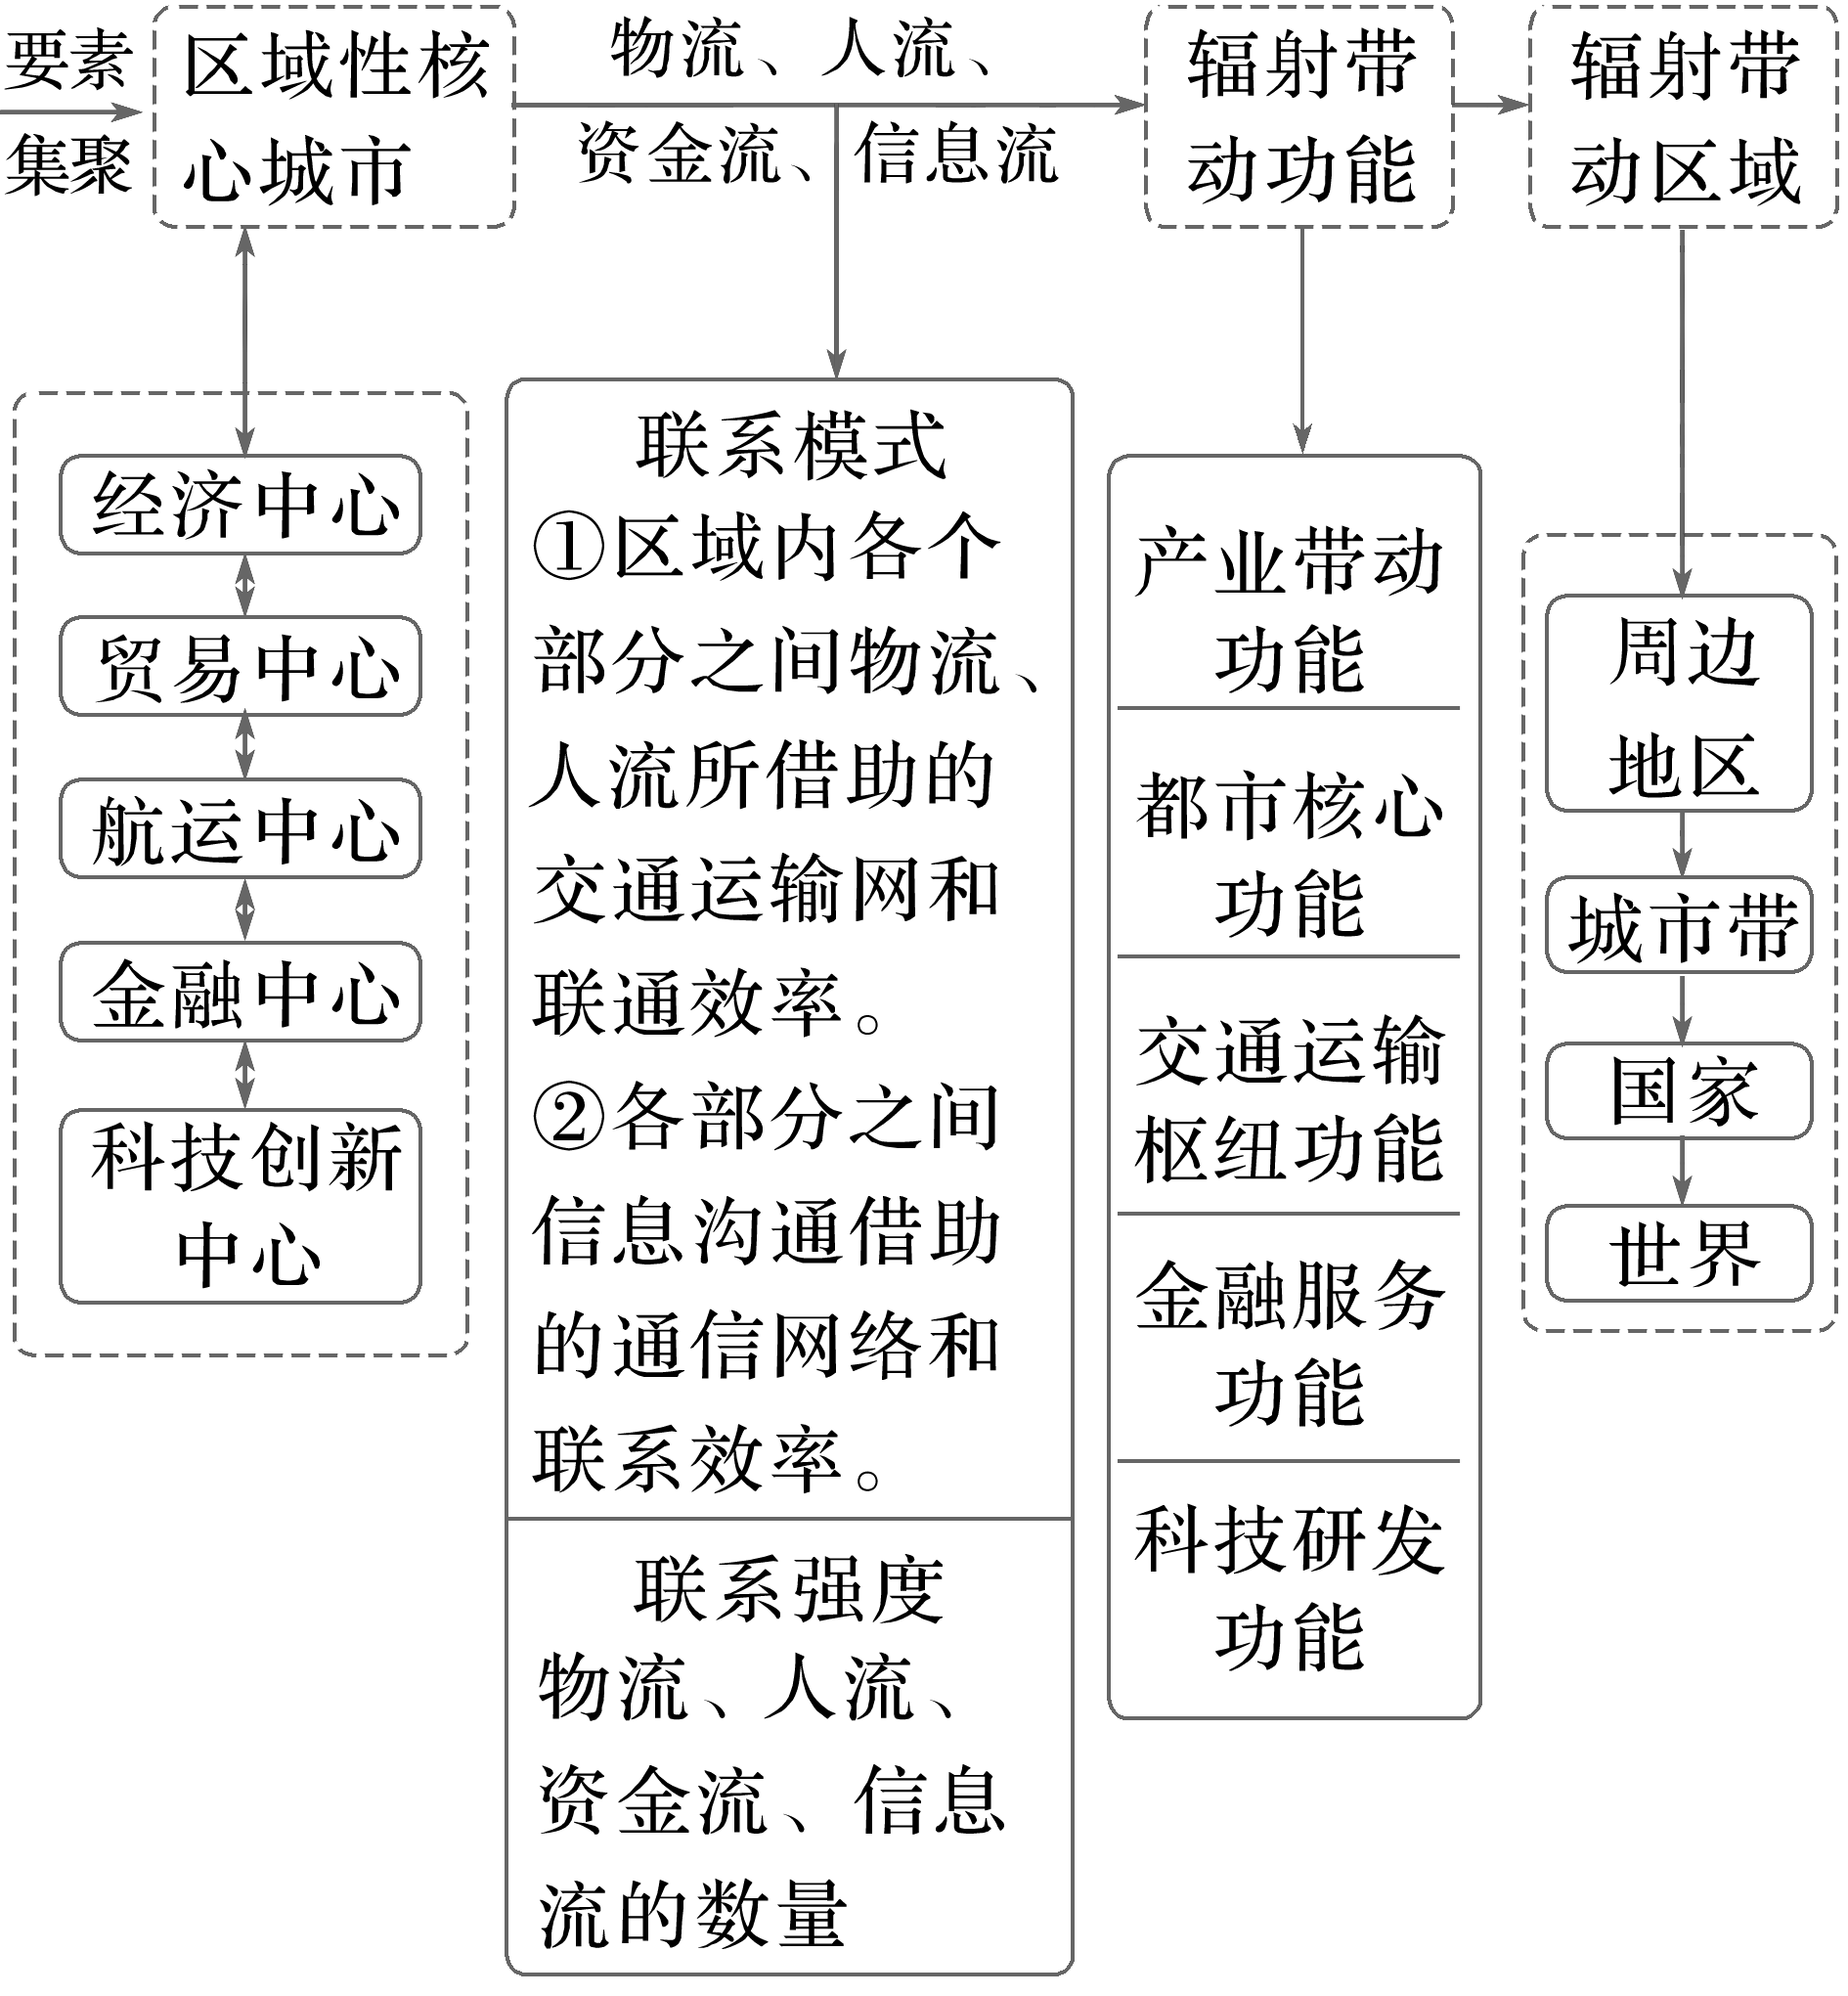 要素
集聚
区域性核
心城市
物流、人流、
资金流、信息流
辐射带
动功能
辐射带
动区域
经济中心
贸易中心
航运中心
金融中心
科技创新
中心
联系模式
①区域内各个
部分之间物流、
人流所借助的
交通运输网和
联通效率。
②各部分之间
信息沟通借助
的通信网络和
联系效率。
联系强度
物流、人流、
资金流、信息
流的数量
产业带动
功能
都市核心
功能
交通运输
枢纽功能
金融服务
功能
科技研发
功能
周边
地区
城市带
国家
世界